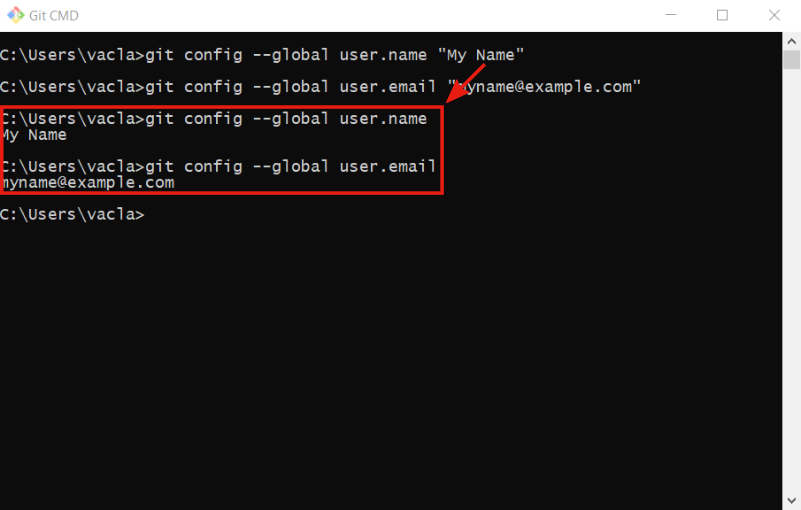 Git CMD
C:\Users\vacla>git config --global user.name "My Name"
C:\Users\vacla>git config --global user.email "myname@example.com"
C:\Users\vacla>git config --global user.name
My Name
C:\Users\vacla>git config --global user.email
myname@example.com
C:\Users\vacla>